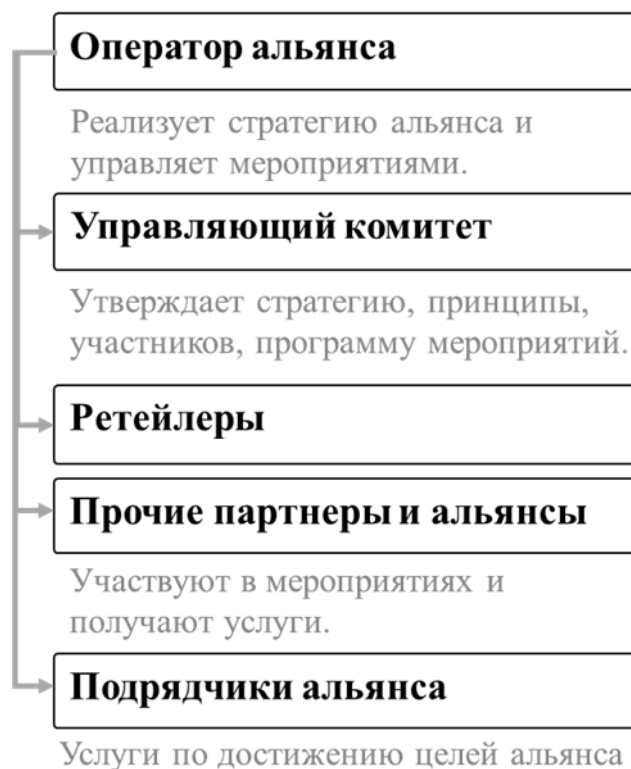 Оператор альянса
Реализует стратегию альянса и
управляет мероприятиями.
Управляющий комитет
Утверждает стратегию, принципы,
участников, программу мероприятий.
Ретейлеры
Прочие партнеры и альянсы
Участвуют в мероприятиях и
получают услуги.
Подрядчики альянса
Услуги по достижению целей альянса